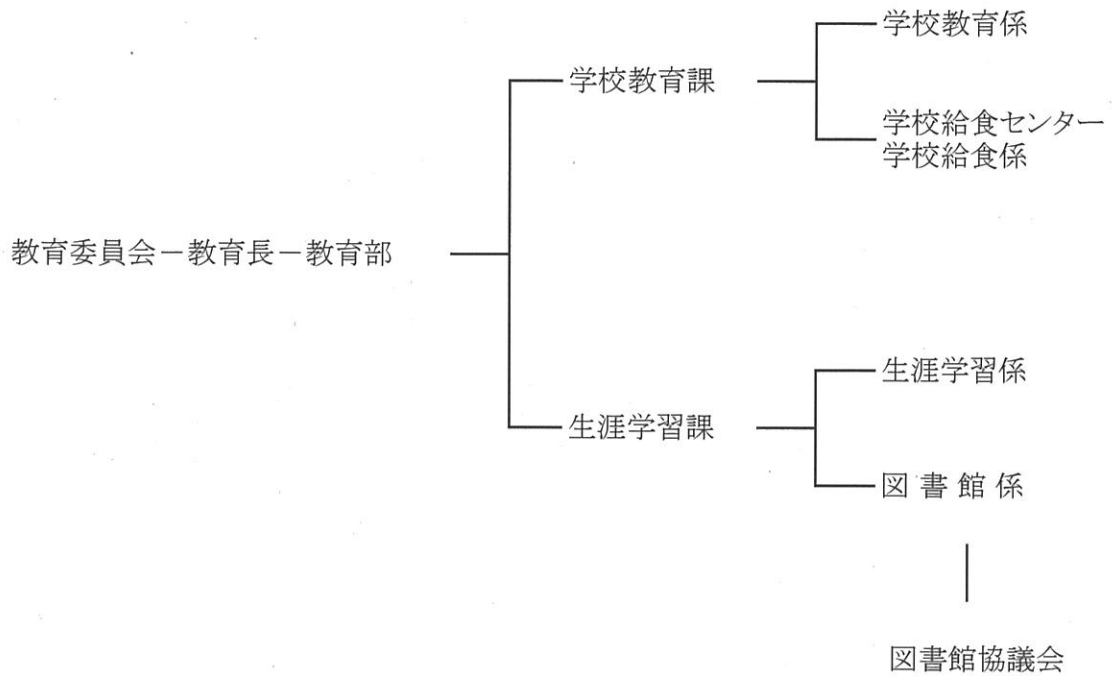 学校教育係
学校教育課
学校給食センター
学校給食係
教育委員会－教育長－教育部
生涯学習係
生涯学習課
図書館係
図書館協議会